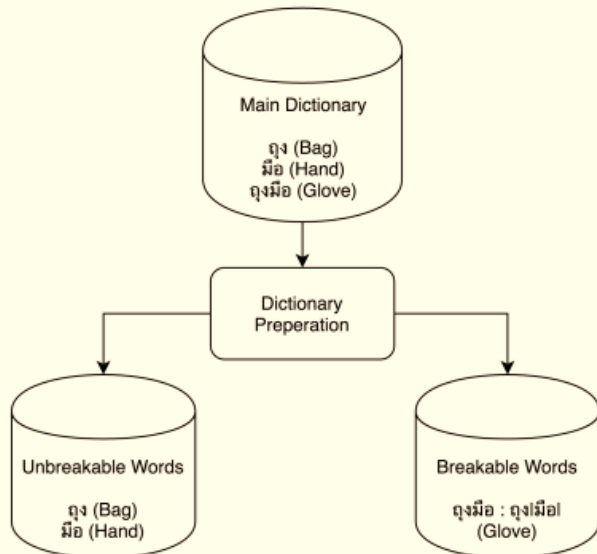 Main Dictionary
ถุง (Bag)
มือ (Hand)
ถุงมือ (Glove)
Dictionary
Preperation
Unbreakable Words
ถุง (Bag)
มือ (Hand)
Breakable Words
ถุงมือ : ถุง|มือ|
(Glove)